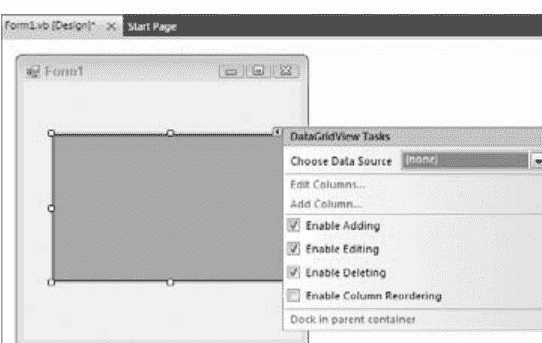 Form1.vb [Design]* Start Page
Form1
DataGridView Tasks
Choose Data Source (none)
Edit Columns...
Add Column...
Enable Adding
Enable Editing
Enable Deleting
Enable Column Reordering
Dock in parent container